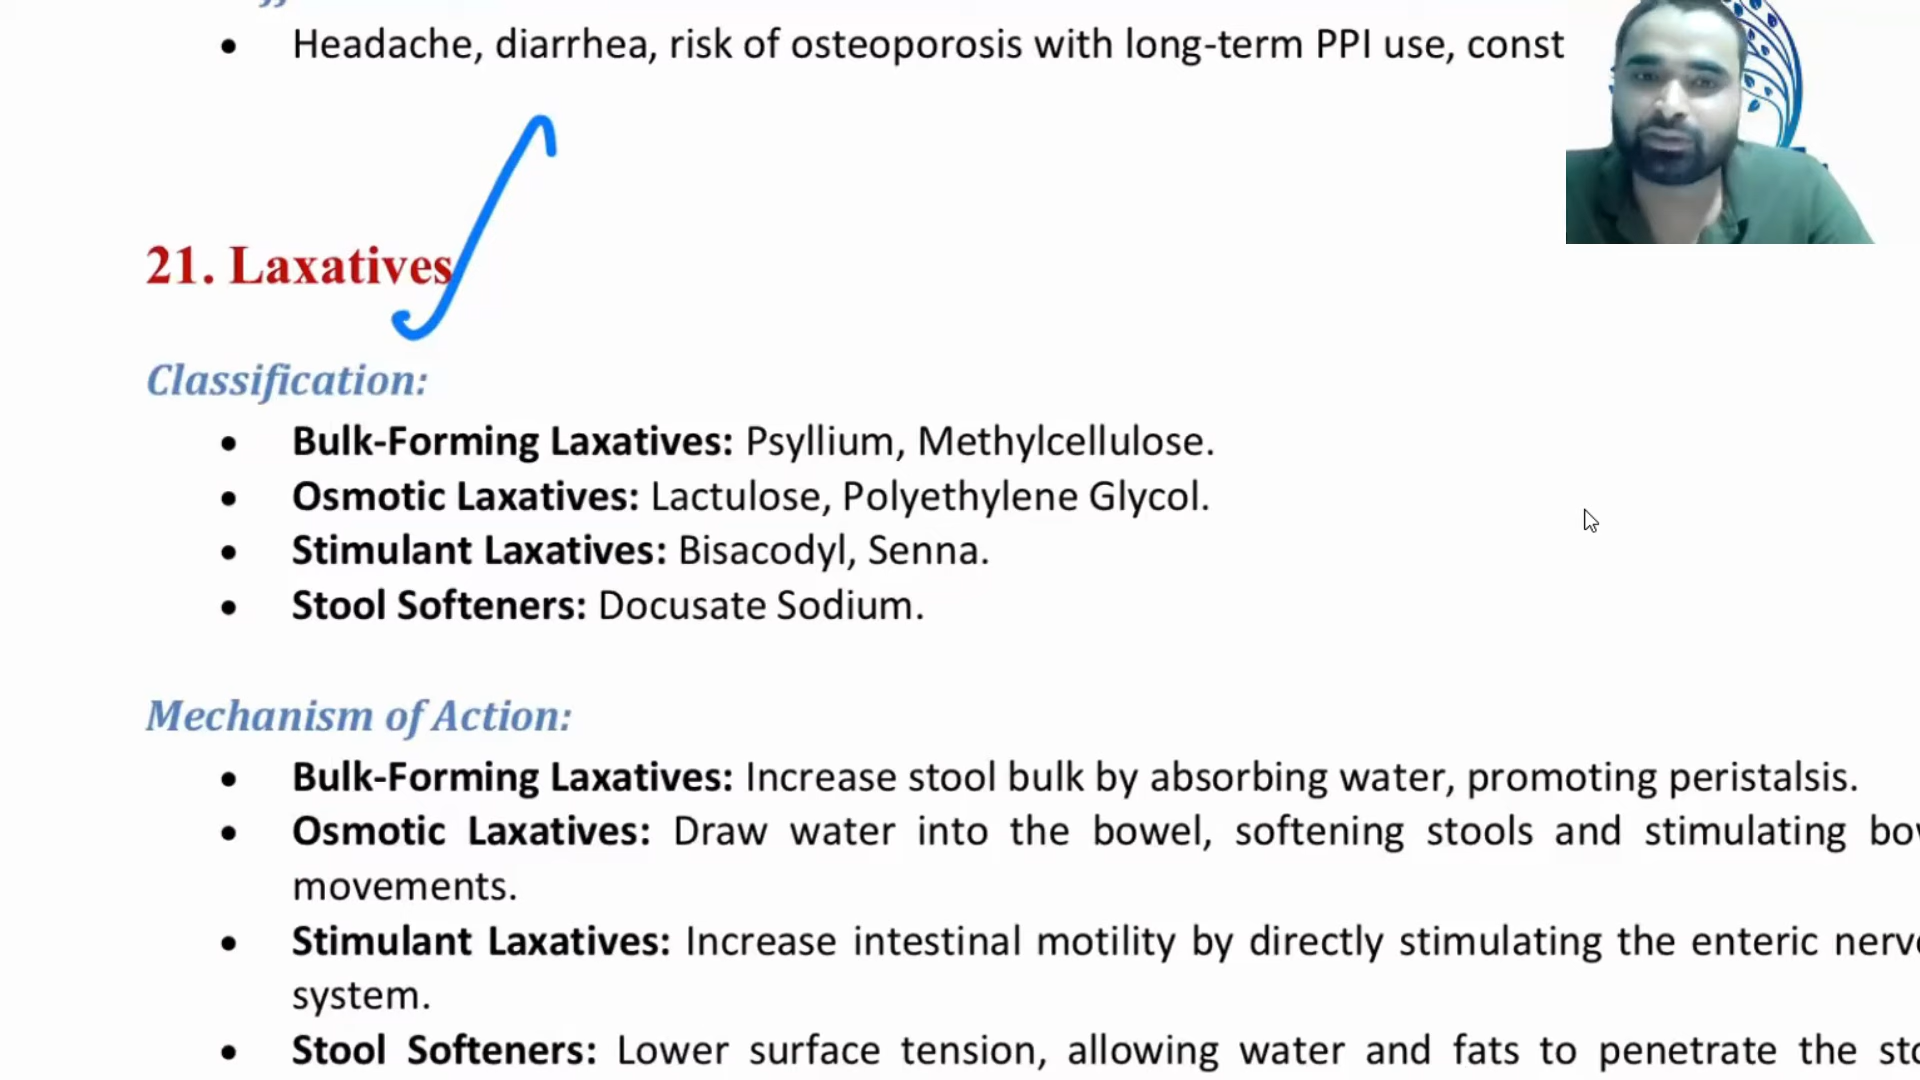 • Headache, diarrhea, risk of osteoporosis with long-term PPI use, const
21. Laxatives
Classification:
• Bulk-Forming Laxatives: Psyllium, Methylcellulose.
• Osmotic Laxatives: Lactulose, Polyethylene Glycol.
• Stimulant Laxatives: Bisacodyl, Senna.
• Stool Softeners: Docusate Sodium.
Mechanism of Action:
• Bulk-Forming Laxatives: Increase stool bulk by absorbing water, promoting peristalsis.
• Osmotic Laxatives: Draw water into the bowel, softening stools and stimulating
movements.
• Stimulant Laxatives: Increase intestinal motility by directly stimulating the enteric
system.
• Stool Softeners: Lower surface tension, allowing water and fats to penetrate the